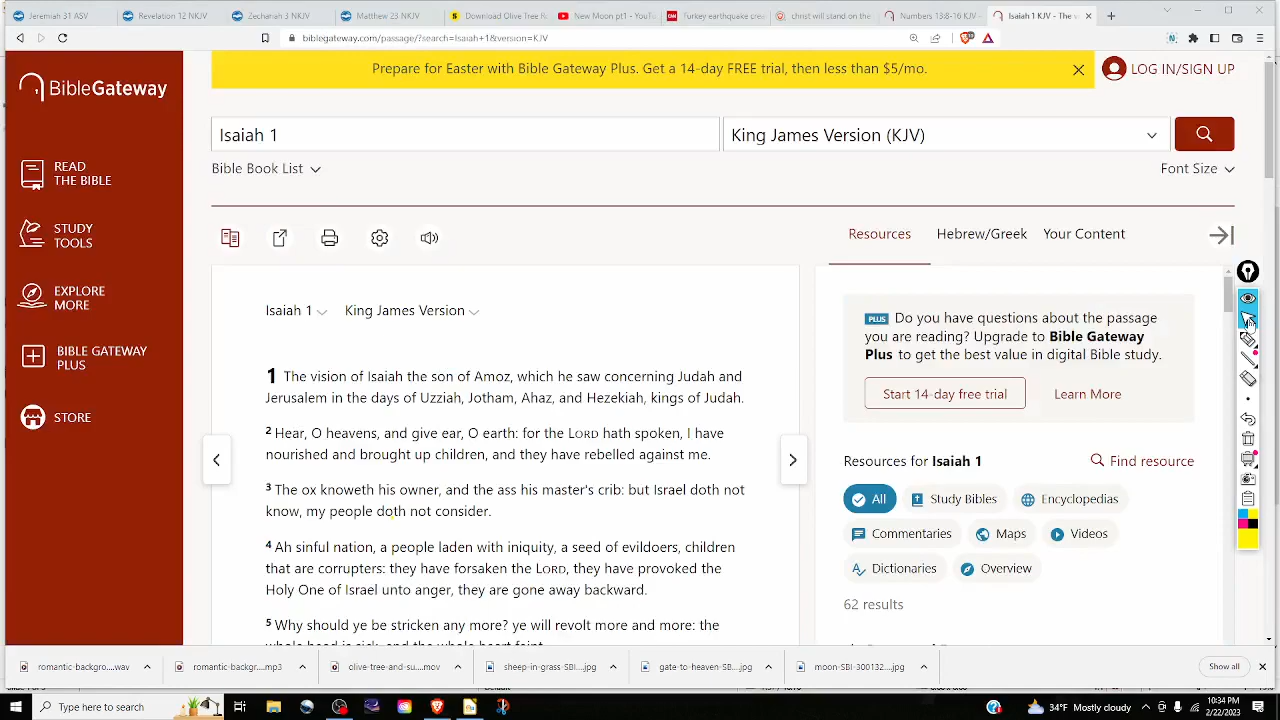 Jeremiah 3 ASV
Revelation 12 NKJV
Zechariah 3 NKJV
Matthew 23 NKJV
Download Olive Tree R
New Moon pt1 - YouTu
Turkey earthquake crea
christ will stand on the
Numbers 13:8-16 KJV -
Isaiah 1 KJV - The
biblegateway.com/passage/?search=Isaiah+1&version=KJV
Prepare for Easter with Bible Gateway Plus. Get a 14-day FREE trial, then less than $5/mo.
LOG IN/SIGN UP
BibleGateway
Isaiah 1
King James Version (KJV)
Bible Book List
Font Size
READ
THE BIBLE
STUDY
TOOLS
EXPLORE
MORE
BIBLE GATEWAY
PLUS
STORE
Resources
Hebrew/Greek
Your Content
Isaiah 1
King James Version
1 The vision of Isaiah the son of Amoz, which he saw concerning Judah and
Jerusalem in the days of Uzziah, Jotham, Ahaz, and Hezekiah, kings of Judah.
2 Hear, O heavens, and give ear, O earth: for the LORD hath spoken, I have
nourished and brought up children, and they have rebelled against me.
3 The ox knoweth his owner, and the ass his master's crib: but Israel doth not
know, my people doth not consider.
4 Ah sinful nation, a people laden with iniquity, a seed of evildoers, children
that are corrupters: they have forsaken the LORD, they have provoked the
Holy One of Israel unto anger, they are gone away backward.
5 Why should ye be stricken any more? ye will revolt more and more: the
PLUS Do you have questions about the passage
you are reading? Upgrade to Bible Gateway
Plus to get the best value in digital Bible study.
Start 14-day free trial
Learn More
Resources for Isaiah 1
Find resource
All
Study Bibles
Encyclopedias
Commentaries
Maps
Videos
Dictionaries
Overview
62 results
romantic-backgro....wav
romantic-backgr....mp3
olive-tree-and-su....mov
sheep-in-grass-SBI....jpg
gate-to-heaven-SB....jpg
moon-SBI-300132....jpg
Show all
Type here to search
34°F Mostly cloudy
10:34 PM
2/22/2023